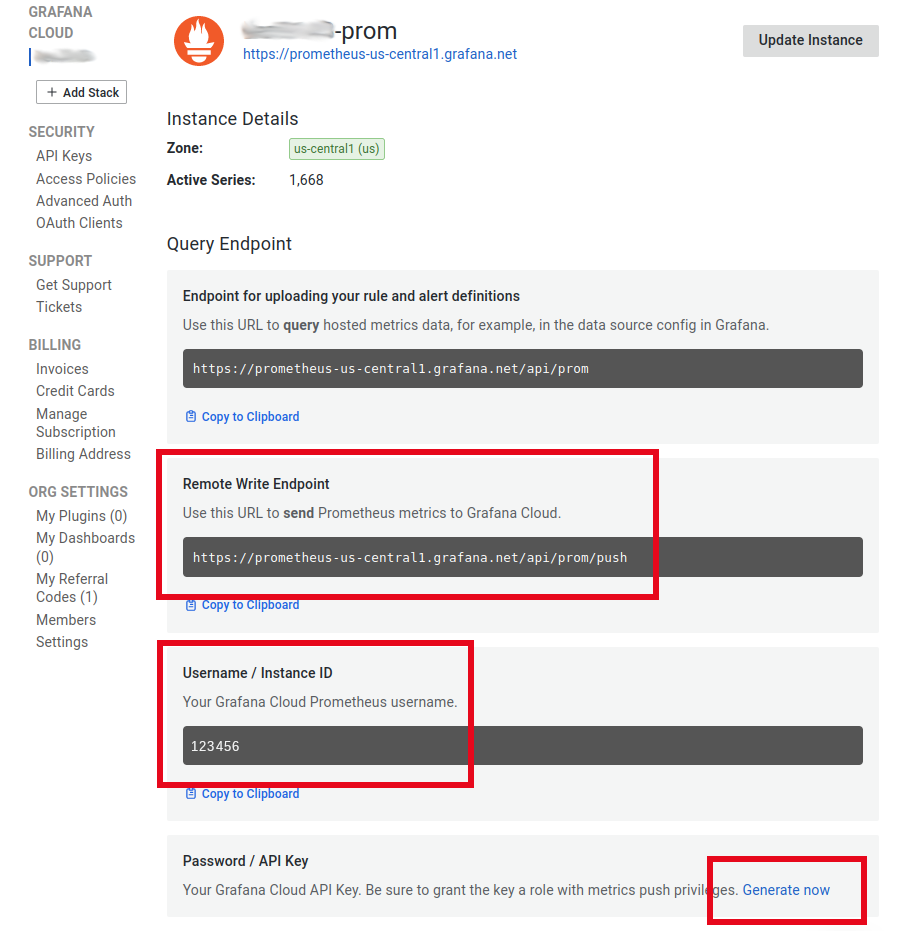 GRAFANA
CLOUD
+ Add Stack
SECURITY
API Keys
Access Policies
Advanced Auth
OAuth Clients
SUPPORT
Get Support
Tickets
BILLING
Invoices
Credit Cards
Manage
Subscription
Billing Address
ORG SETTINGS
My Plugins (0)
My Dashboards
(0)
My Referral
Codes (1)
Members
Settings
-prom
https://prometheus-us-central1.grafana.net
Update Instance
Instance Details
Zone: us-central1 (us)
Active Series: 1,668
Query Endpoint
Endpoint for uploading your rule and alert definitions
Use this URL to query hosted metrics data, for example, in the data source config in Grafana.
https://prometheus-us-central1.grafana.net/api/prom
Copy to Clipboard
Remote Write Endpoint
Use this URL to send Prometheus metrics to Grafana Cloud.
https://prometheus-us-central1.grafana.net/api/prom/push
Copy to Clipboard
Username / Instance ID
Your Grafana Cloud Prometheus username.
123456
Copy to Clipboard
Password / API Key
Your Grafana Cloud API Key. Be sure to grant the key a role with metrics push privileges. Generate now